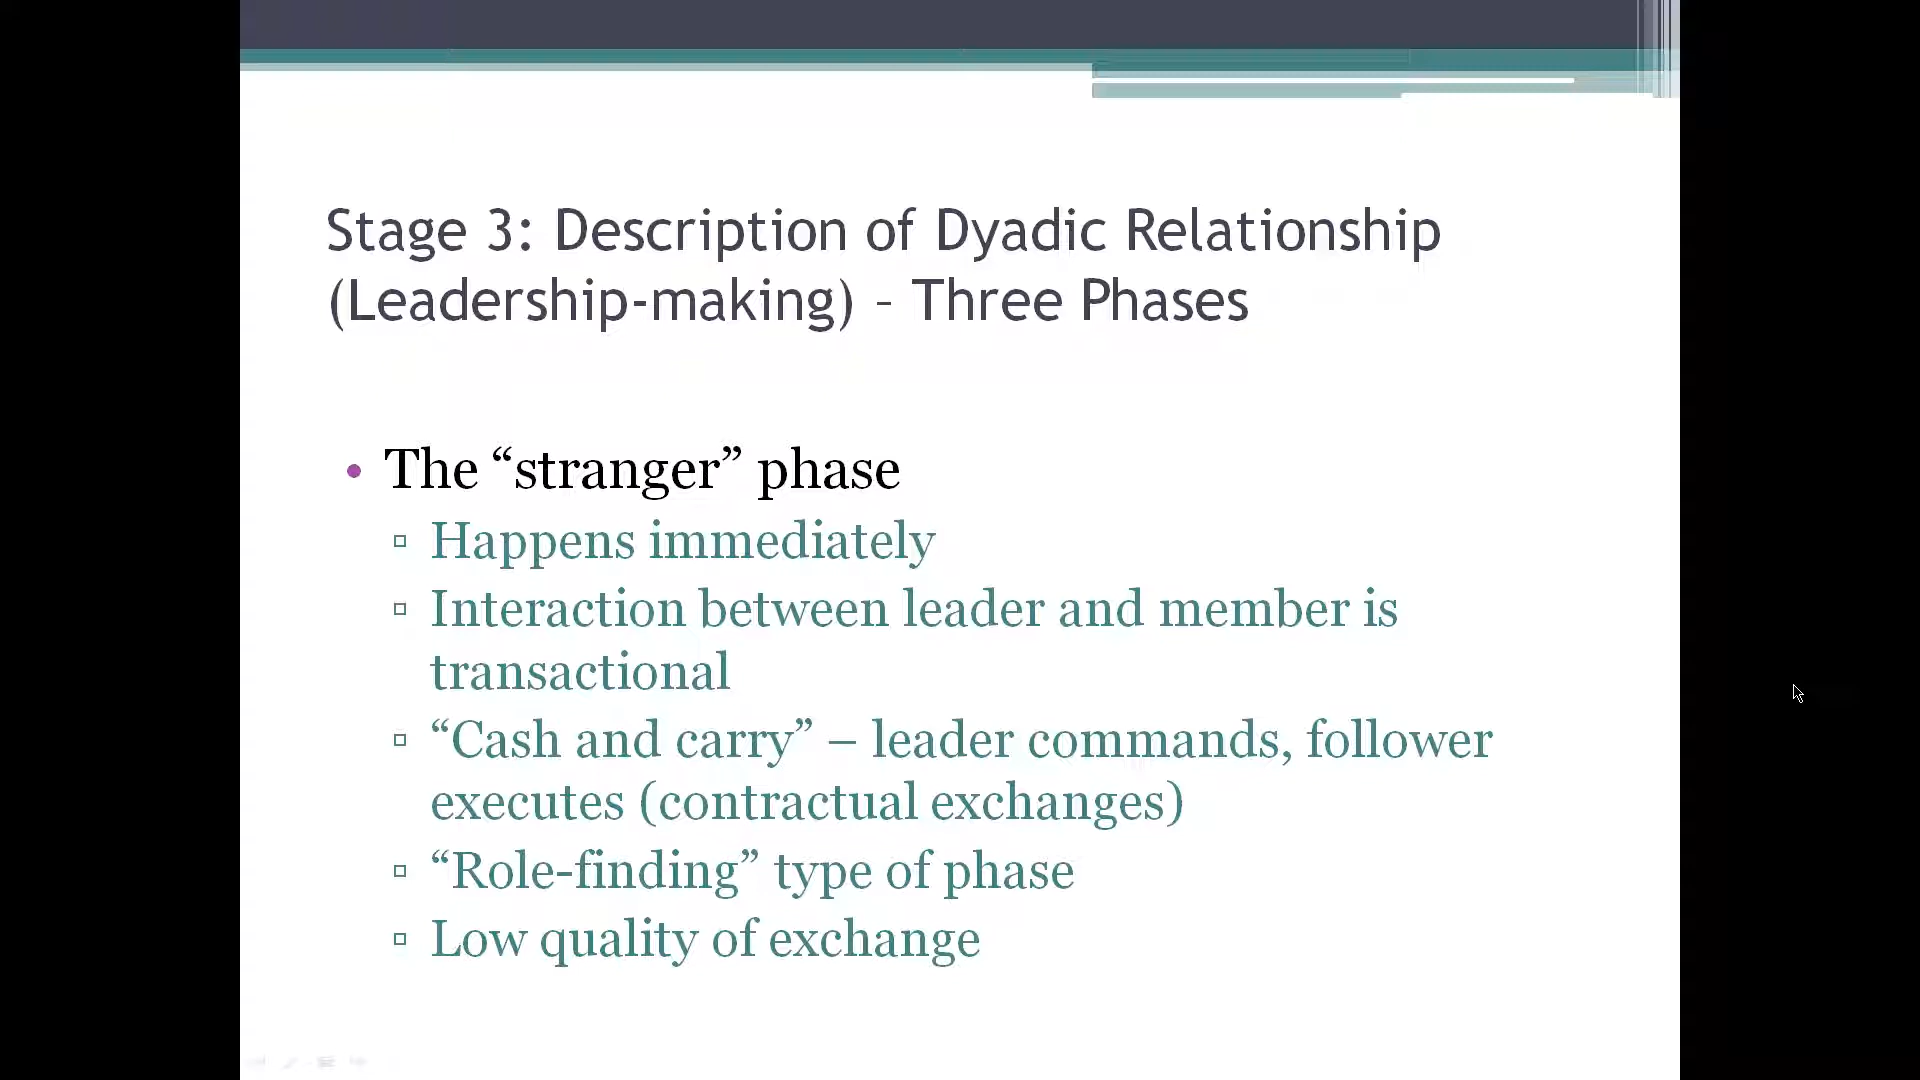 Stage 3: Description of Dyadic Relationship
(Leadership-making) – Three Phases
• The “stranger” phase
▫ Happens immediately
▫ Interaction between leader and member is
transactional
▫ “Cash and carry” – leader commands, follower
executes (contractual exchanges)
▫ “Role-finding” type of phase
▫ Low quality of exchange